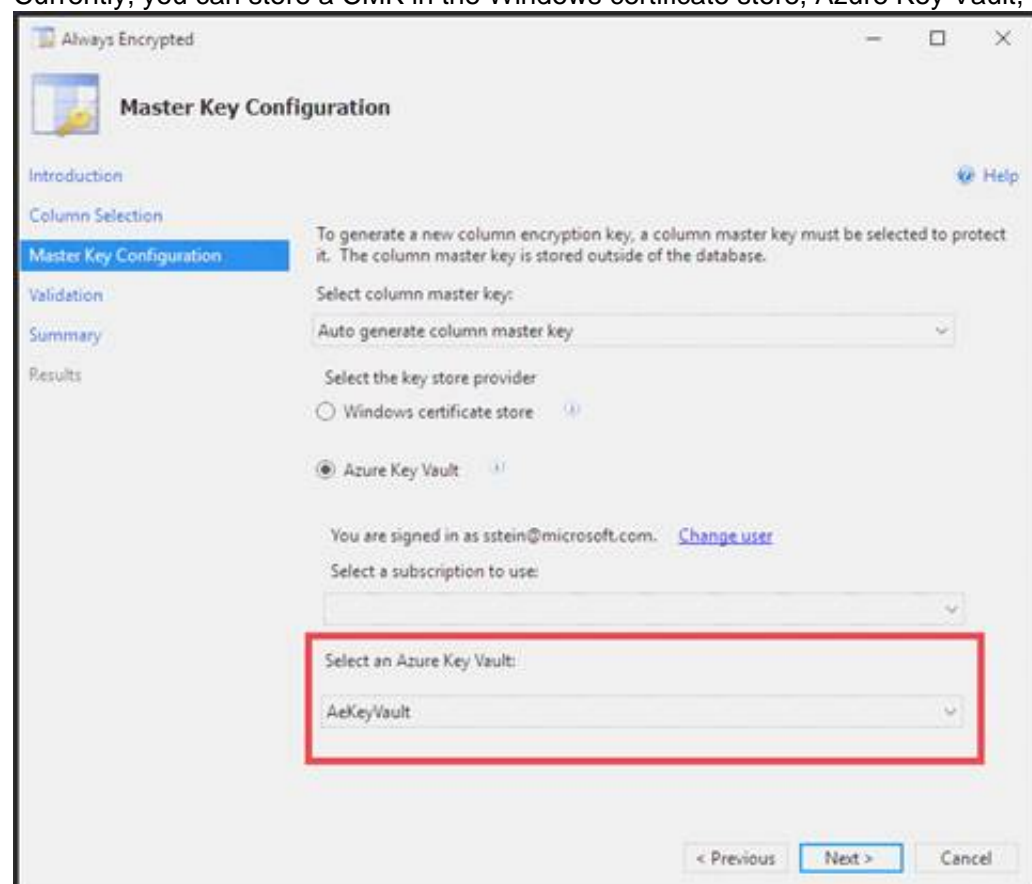 Currently, you can store a CMK in the Windows certificate store, Azure Key Vault,
Always Encrypted
Master Key Configuration
Introduction
Help
Column Selection
To generate a new column encryption key, a column master key must be selected to protect
Master Key Configuration
it. The column master key is stored outside of the database.
Validation
Select column master key:
Summary
Auto generate column master key
Results
Select the key store provider
Windows certificate store
Azure Key Vault
You are signed in as sstein@microsoft.com. Change user
Select a subscription to use:
Select an Azure Key Vault:
AeKeyVault
< Previous
Next >
Cancel